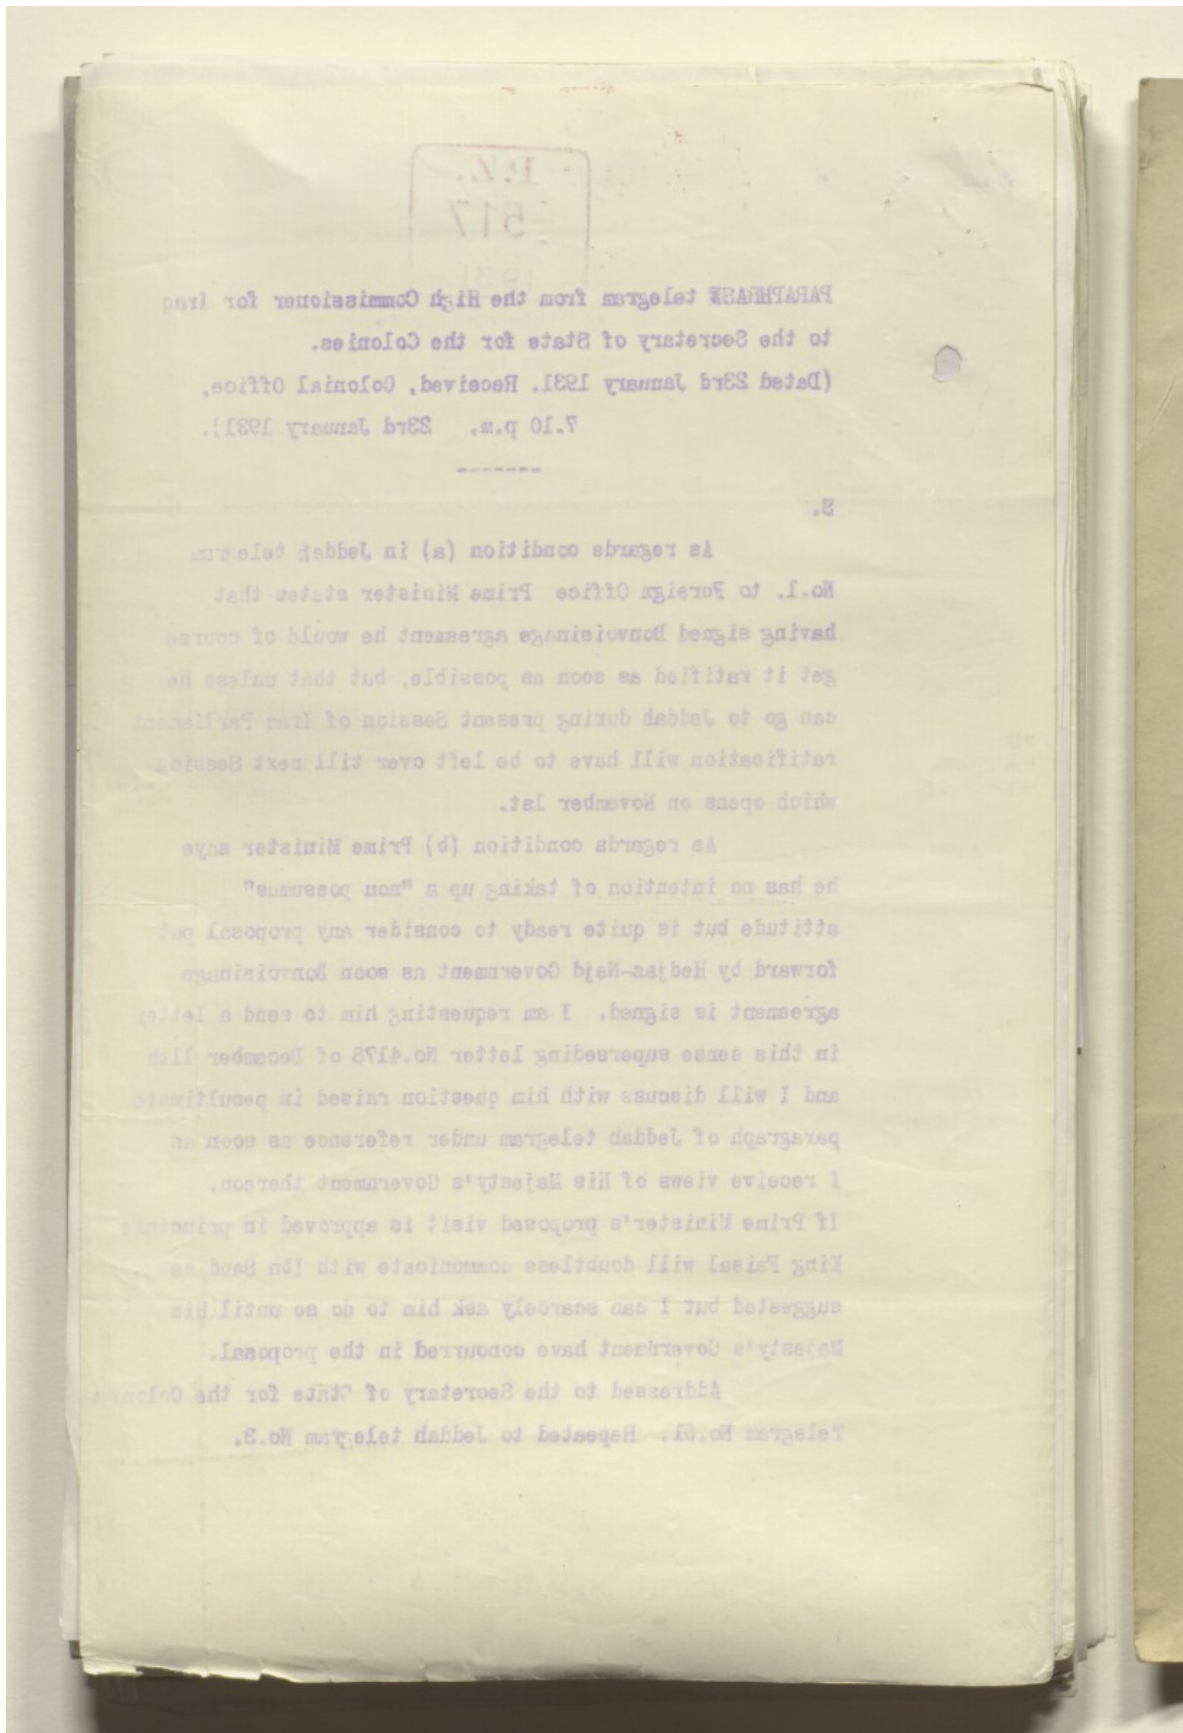 P.Z.
517
1931
PARAPHRASE telegram from the High Commissioner for Iraq
to the Secretary of State for the Colonies.
(Dated 23rd January 1931. Received, Colonial Office,
7.10 p.m. 23rd January 1931).
-------
S.
As regards condition (a) in Jeddah telegram
No.1. to Foreign Office Prime Minister states that
having signed Bonvoisinage agreement he would of course
get it ratified as soon as possible, but that unless he
can go to Jeddah during present Session of Iraq Parliament
ratification will have to be left over till next Session
which opens on November 1st.
As regards condition (b) Prime Minister says
he has no intention of taking up a "non possumus"
attitude but is quite ready to consider any proposal put
forward by Hedjaz-Nejd Government as soon Bonvoisinage
agreement is signed. I am requesting him to send a letter
in this sense superseding letter No.4178 of December 11th
and I will discuss with him question raised in penultimate
paragraph of Jeddah telegram under reference as soon as
I receive views of His Majesty's Government thereon.
If Prime Minister's proposed visit is approved in principle
King Faisal will doubtless communicate with Ibn Saud as
suggested but I can scarcely ask him to do so until His
Majesty's Government have concurred in the proposal.
Addressed to the Secretary of State for the Colonies
Telegram No.51. Repeated to Jeddah telegram No.3.